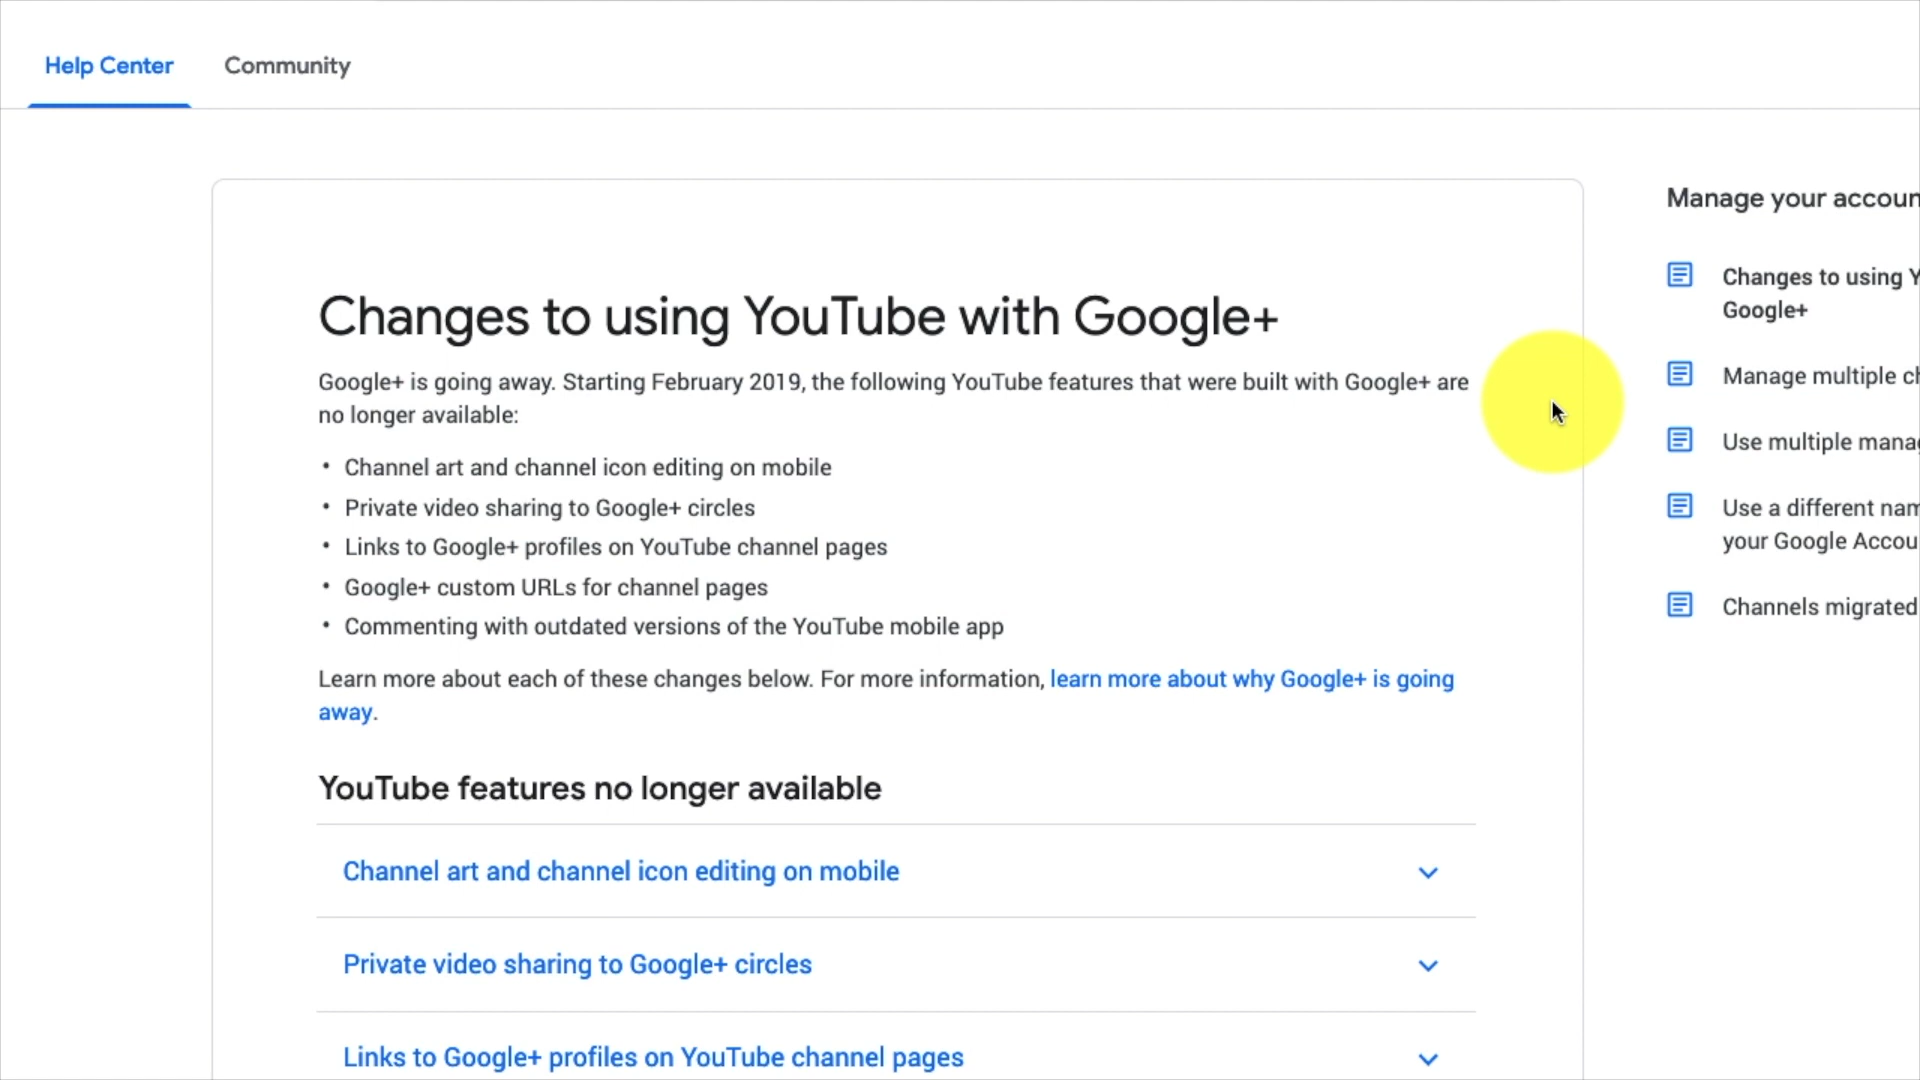 Help Center
Community
Changes to using YouTube with Google+
Google+ is going away. Starting February 2019, the following YouTube features that were built with Google+ are
no longer available:
• Channel art and channel icon editing on mobile
• Private video sharing to Google+ circles
• Links to Google+ profiles on YouTube channel pages
• Google+ custom URLs for channel pages
• Commenting with outdated versions of the YouTube mobile app
Learn more about each of these changes below. For more information, learn more about why Google+ is going
away.
YouTube features no longer available
Channel art and channel icon editing on mobile
Private video sharing to Google+ circles
Links to Google+ profiles on YouTube channel pages
Manage your accoun
Changes to using Y
Google+
Manage multiple ch
Use multiple manag
Use a different nam
your Google Accou
Channels migrated